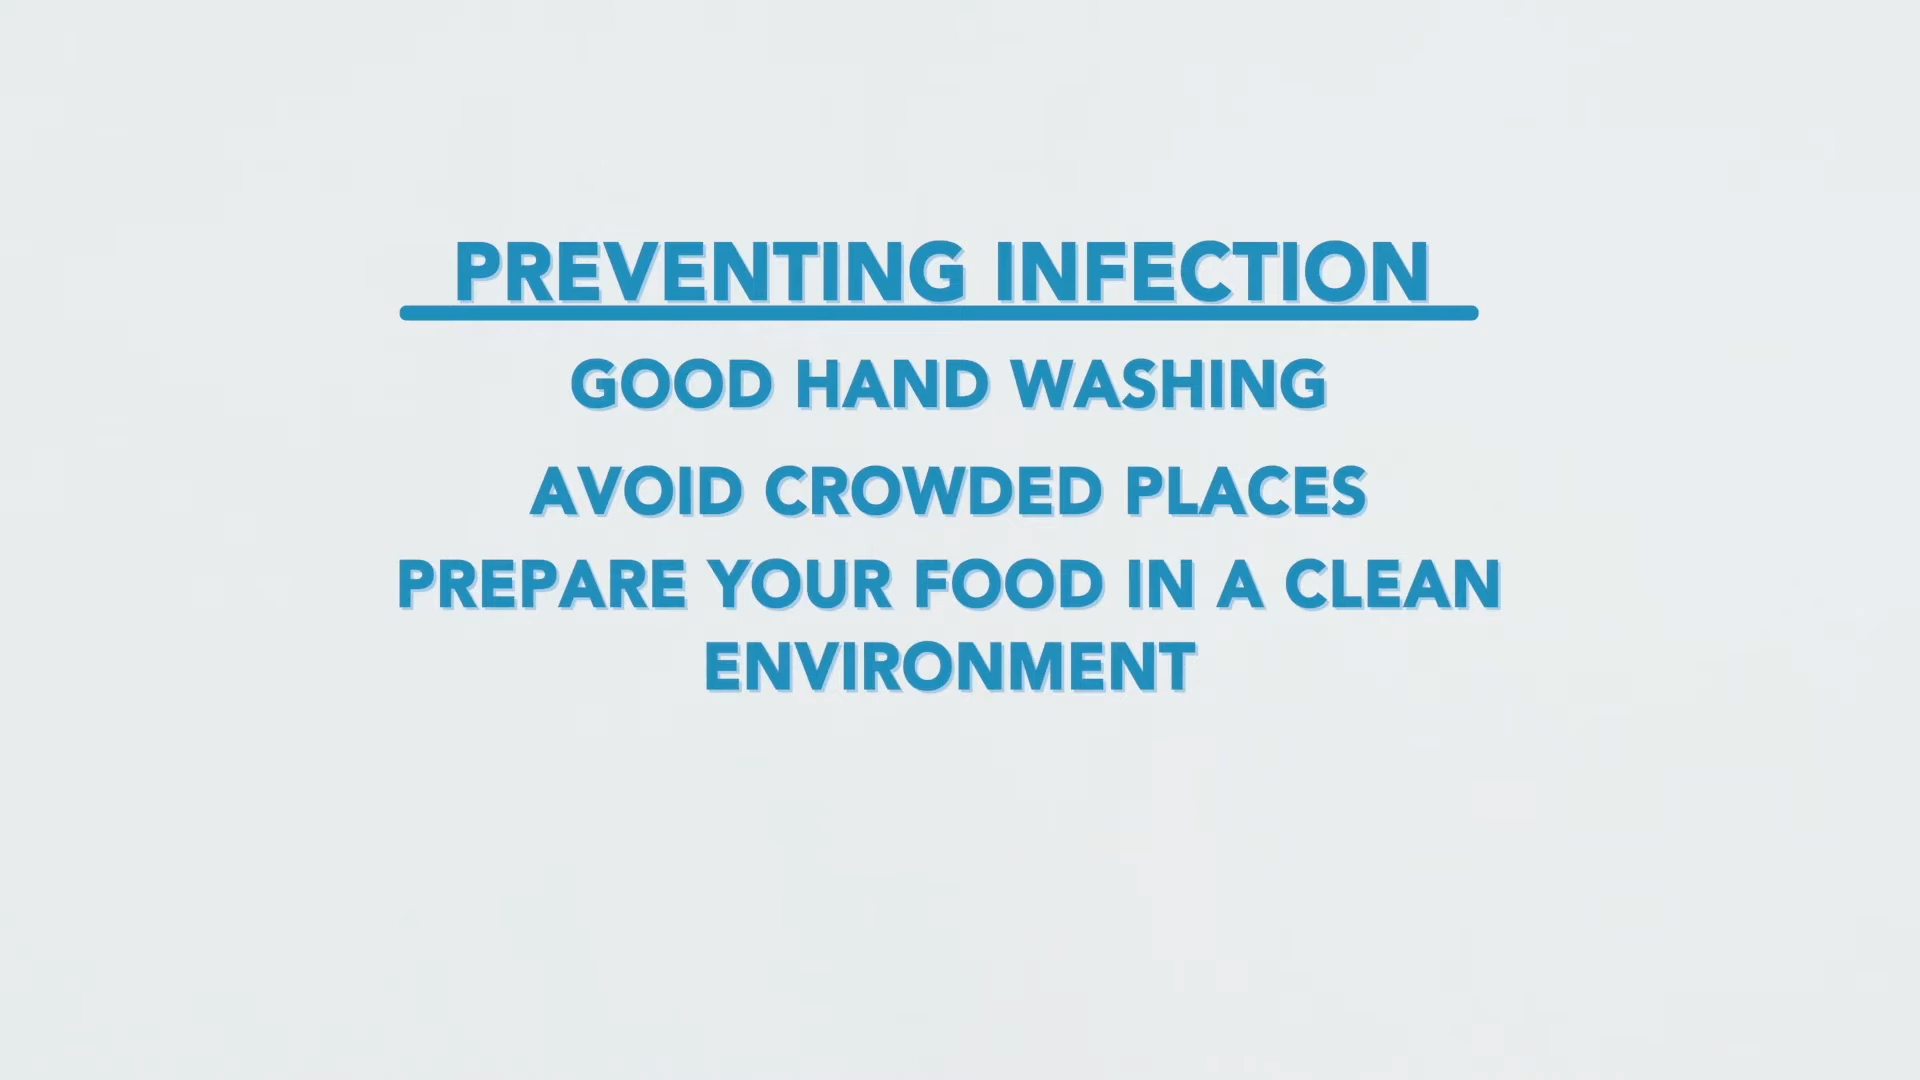 PREVENTING INFECTION
GOOD HAND WASHING
AVOID CROWDED PLACES
PREPARE YOUR FOOD IN A CLEAN
ENVIRONMENT